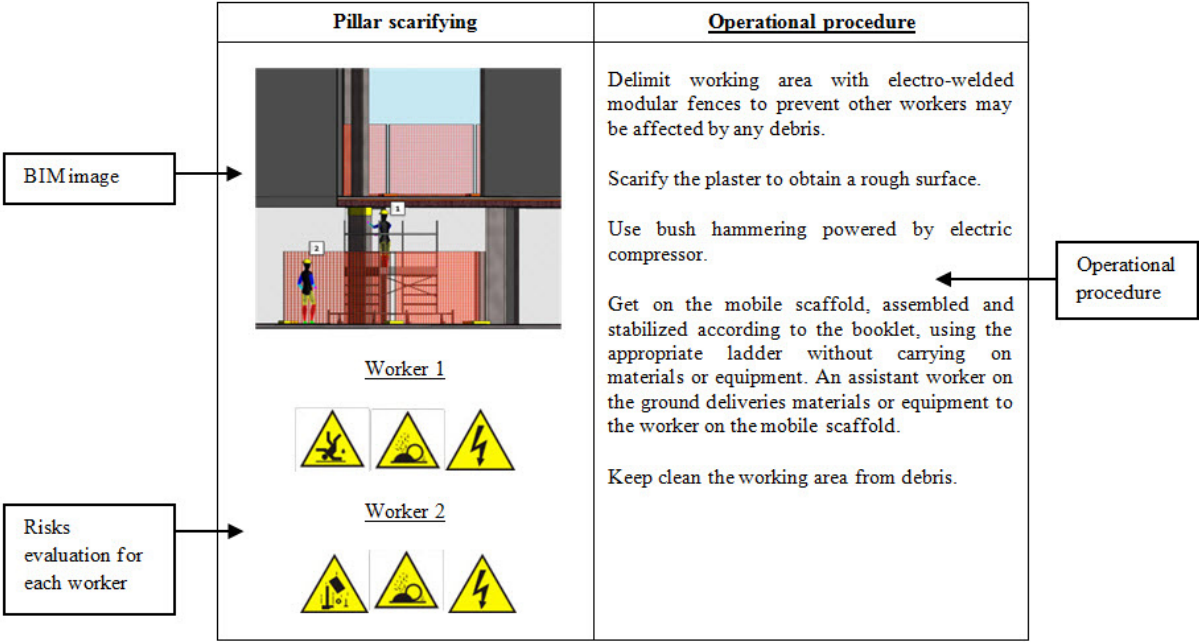 Pillar scarifying
Operational procedure
BIM image
1
2
Worker 1
Worker 2
Risks
evaluation for
each worker
Delimit working area with electro-welded
modular fences to prevent other workers may
be affected by any debris.
Scarify the plaster to obtain a rough surface.
Use bush hammering powered by electric
compressor.
Get on the mobile scaffold, assembled and
stabilized according to the booklet, using the
appropriate ladder without carrying on
materials or equipment. An assistant worker on
the ground deliveries materials or equipment to
the worker on the mobile scaffold.
Keep clean the working area from debris.
Operational
procedure